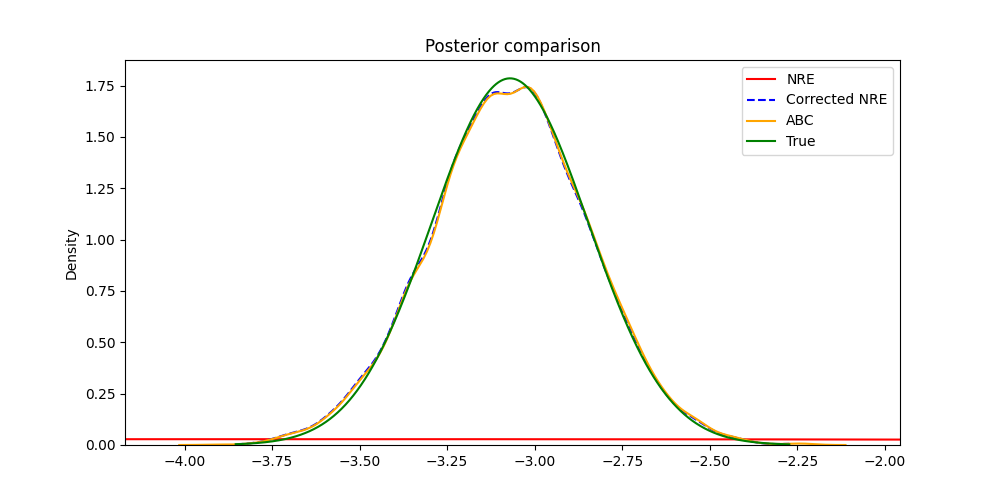 Posterior comparison
NRE
Corrected NRE
ABC
True
Density
1.75
1.50
1.25
1.00
0.75
0.50
0.25
0.00
−4.00 −3.75 −3.50 −3.25 −3.00 −2.75 −2.50 −2.25 −2.00